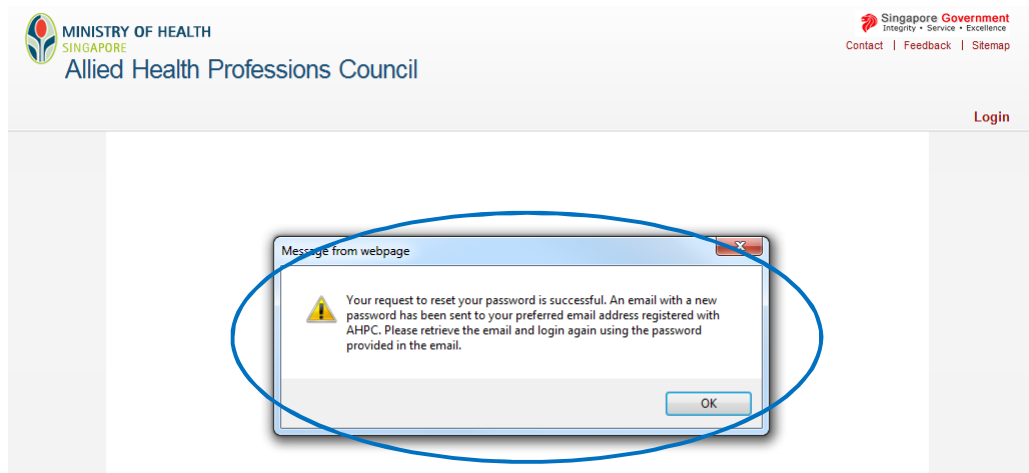 MINISTRY OF HEALTH
SINGAPORE
Allied Health Professions Council
Singapore Government
Integrity • Service • Excellence
Contact | Feedback | Sitemap
Login
Message from webpage
Your request to reset your password is successful. An email with a new
password has been sent to your preferred email address registered with
AHPC. Please retrieve the email and login again using the password
provided in the email.
OK